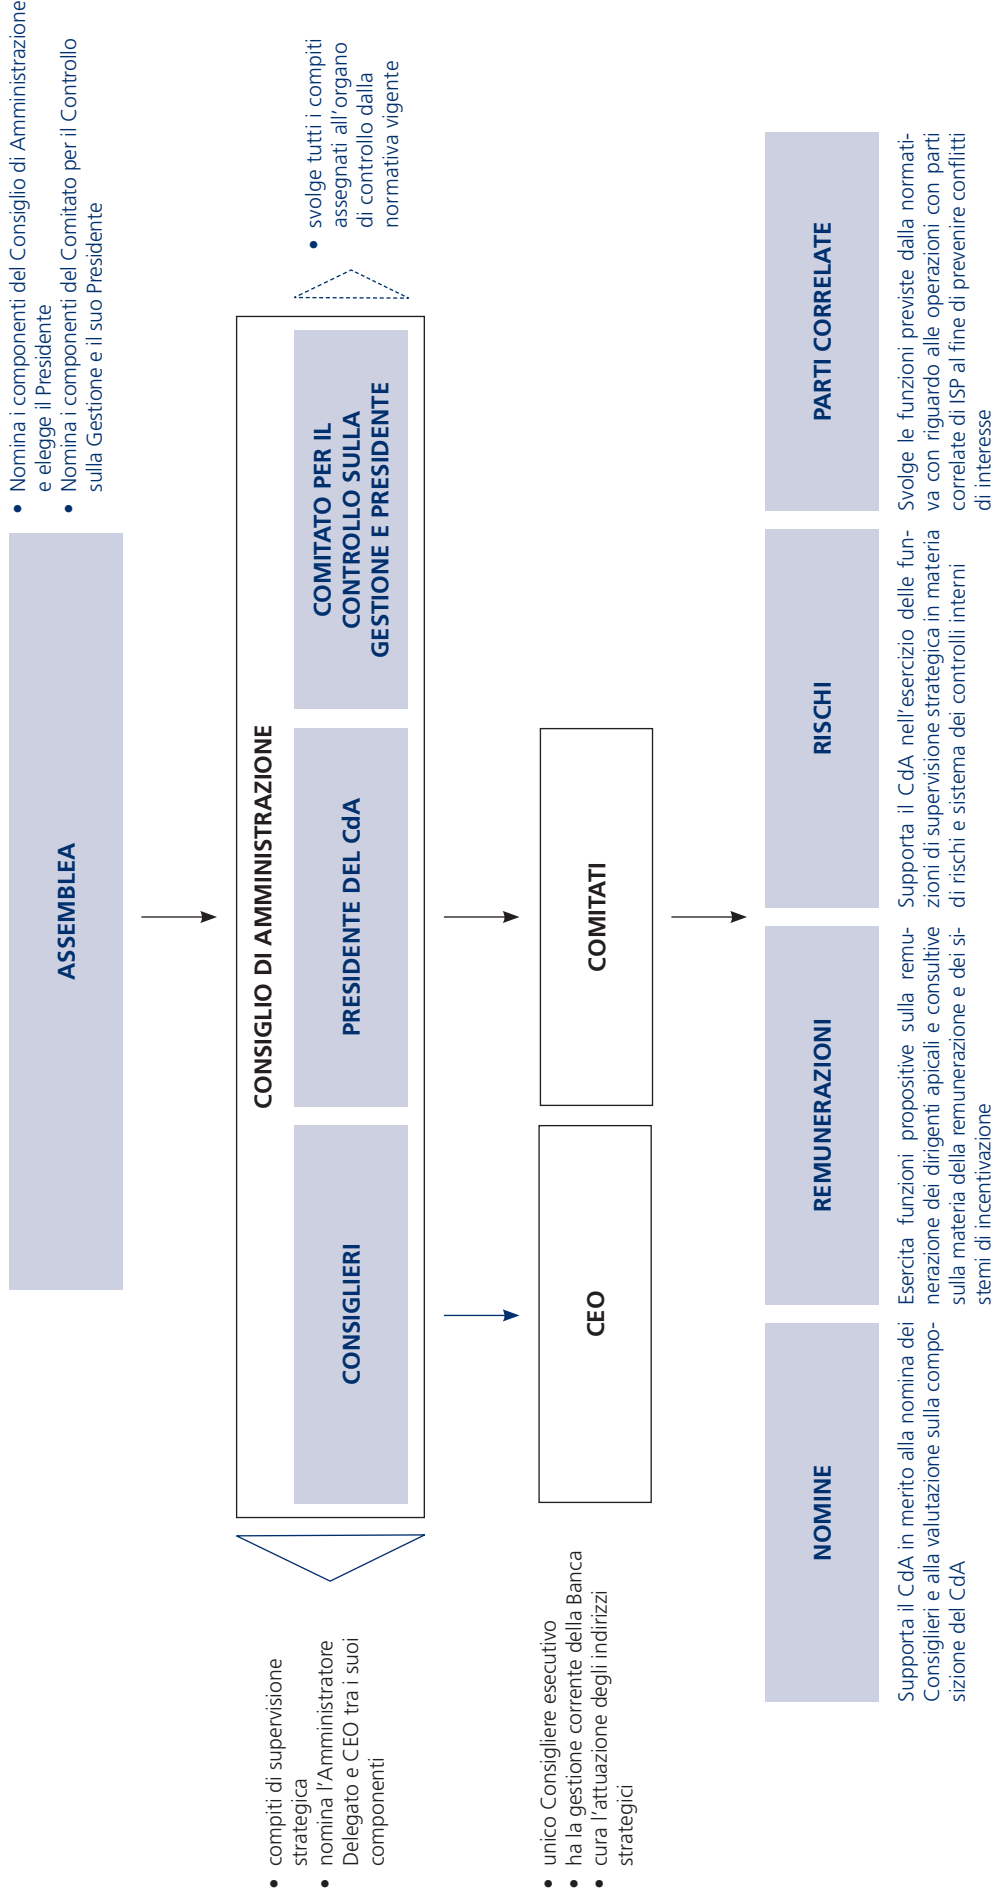 ASSEMBLEA
• Nomina i componenti del Consiglio di Amministrazione
e elegge il Presidente
• Nomina i componenti del Comitato per il Controllo
sulla Gestione e il suo Presidente
• compiti di supervisione
strategica
• nomina l'Amministratore
Delegato e CEO tra i suoi
componenti
CONSIGLIO DI AMMINISTRAZIONE
CONSIGLIERI
PRESIDENTE DEL CdA
COMITATO PER IL
CONTROLLO SULLA
GESTIONE E PRESIDENTE
• svolge tutti i compiti
assegnati all'organo
di controllo dalla
normativa vigente
• unico Consigliere esecutivo
• ha la gestione corrente della Banca
• cura l'attuazione degli indirizzi
strategici
CEO
COMITATI
NOMINE
Supporta il CdA in merito alla nomina dei
Consiglieri e alla valutazione sulla compo-
sizione del CdA
REMUNERAZIONI
Esercita funzioni propositive sulla remu-
nerazione dei dirigenti apicali e consultive
sulla materia della remunerazione e dei si-
stemi di incentivazione
RISCHI
Supporta il CdA nell'esercizio delle fun-
zioni di supervisione strategica in materia
di rischi e sistema dei controlli interni
PARTI CORRELATE
Svolge le funzioni previste dalla normati-
va con riguardo alle operazioni con parti
correlate di ISP al fine di prevenire conflitti
di interesse